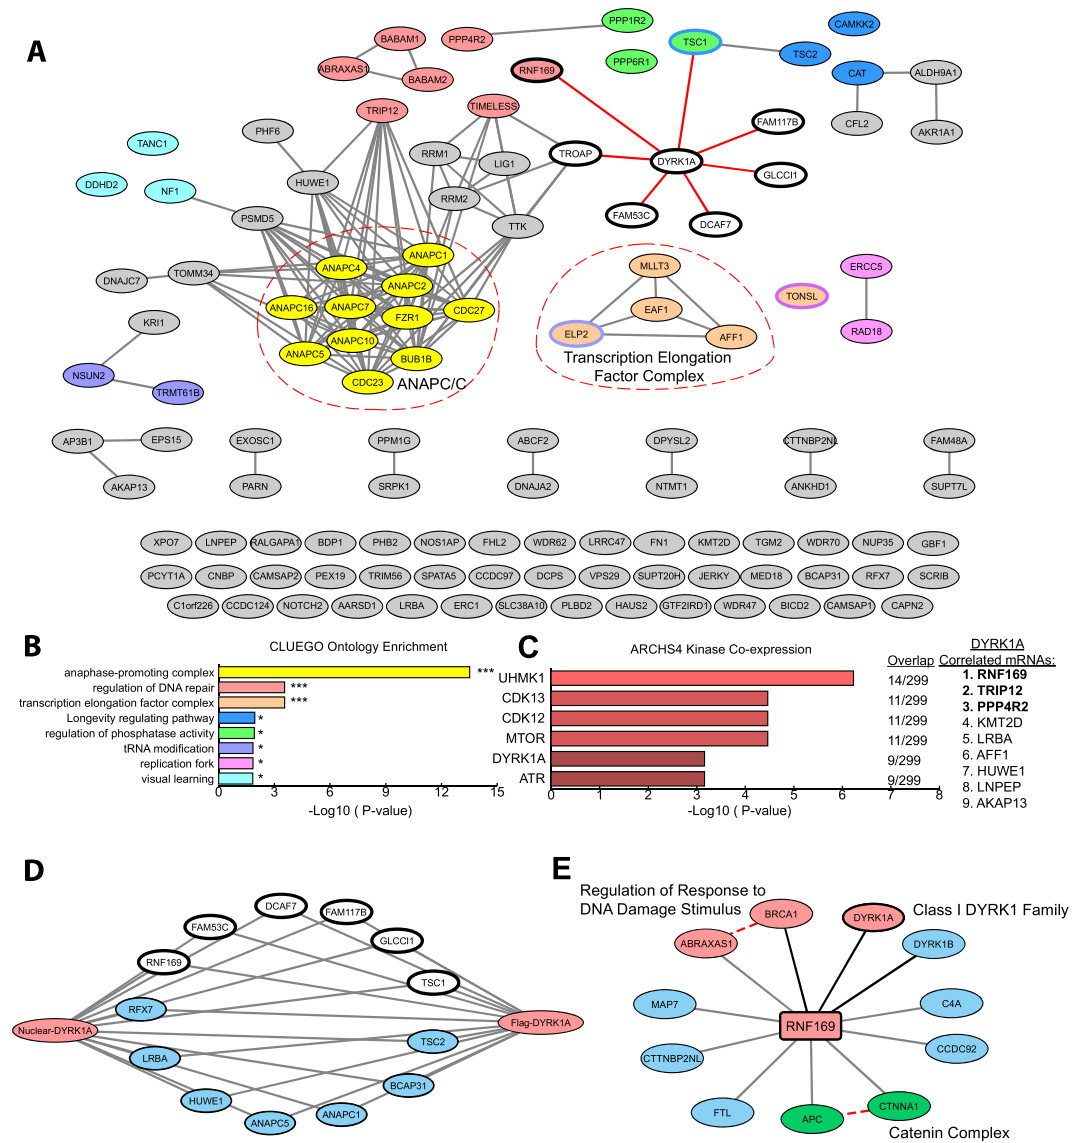 A
BABAM1
PPP4R2
PPP1R2
TSC1
CAMKK2
ABRAXAS1
BABAM2
RNF169
PPP6R1
TSC2
CAT
ALDH9A1
TRIP12
TIMELESS
FAM117B
CFL2
AKR1A1
PHF6
TANC1
RRM1
LIG1
TROAP
DYRK1A
GLCCI1
DDHD2
NF1
HUWE1
RRM2
PSMD5
TTK
FAM53C
DCAF7
TOMM34
DNAJC7
ANAPC4
ANAPC1
ANAPC2
MLLT3
ERCC5
ANAPC16
ANAPC7
FZR1
CDC27
EAF1
TONSL
KRI1
ANAPC10
ELP2
AFF1
RAD18
ANAPC5
BUB1B
CDC23
ANAPC/C
Transcription Elongation
Factor Complex
NSUN2
TRMT61B
AP3B1
EPS15
EXOSC1
PPM1G
ABCF2
DPYSL2
CTTNBP2NL
FAM48A
AKAP13
PARN
SRPK1
DNAJA2
NTMT1
ANKHD1
SUPT7L
XPO7 LNPEP RALGAPA1 BDP1 PHB2 NOS1AP FHL2 WDR62 LRRC47 FN1 KMT2D TGM2 WDR70 NUP35 GBF1
PCYT1A CNBP CAMSAP2 PEX19 TRIM56 SPATA5 CCDC97 DCPS VPS29 SUPT20H JERKY MED18 BCAP31 RFX7 SCRIB
C1orf226 CCDC124 NOTCH2 AARSD1 LRBA ERC1 SLC38A10 PLBD2 HAUS2 GTF2IRD1 WDR47 BICD2 CAMSAP1 CAPN2
B
CLUEGO Ontology Enrichment
anaphase-promoting complex ***
regulation of DNA repair ***
transcription elongation factor complex ***
Longevity regulating pathway *
regulation of phosphatase activity *
tRNA modification *
replication fork *
visual learning *
0 3 6 9 12 15
-Log10 ( P-value)
C
ARCHS4 Kinase Co-expression
Overlap
UHMK1 14/299
CDK13 11/299
CDK12 11/299
MTOR 11/299
DYRK1A 9/299
ATR 9/299
0 1 2 3 4 5 6 7 8
-Log10 ( P-value)
DYRK1A
Correlated mRNAs:
1. RNF169
2. TRIP12
3. PPP4R2
4. KMT2D
5. LRBA
6. AFF1
7. HUWE1
8. LNPEP
9. AKAP13
D
DCAF7
FAM117B
FAM53C
GLCCI1
RNF169
TSC1
RFX7
Nuclear-DYRK1A
Flag-DYRK1A
TSC2
LRBA
BCAP31
HUWE1
ANAPC1
ANAPC5
E
Regulation of Response to
DNA Damage Stimulus
BRCA1
DYRK1A
Class I DYRK1 Family
ABRAXAS1
DYRK1B
MAP7
C4A
RNF169
CTTNBP2NL
CCDC92
FTL
APC
CTNNA1
Catenin Complex